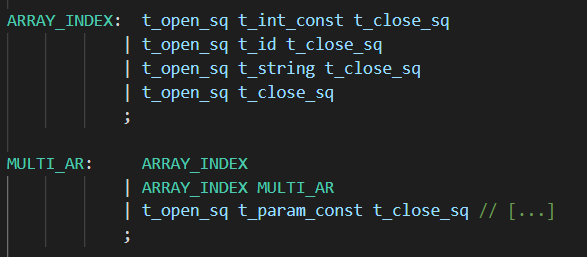 ARRAY_INDEX: t_open_sq t_int_const t_close_sq
| t_open_sq t_id t_close_sq
| t_open_sq t_string t_close_sq
| t_open_sq t_close_sq
;
MULTI_AR: ARRAY_INDEX
| ARRAY_INDEX MULTI_AR
| t_open_sq t_param_const t_close_sq // [...]
;